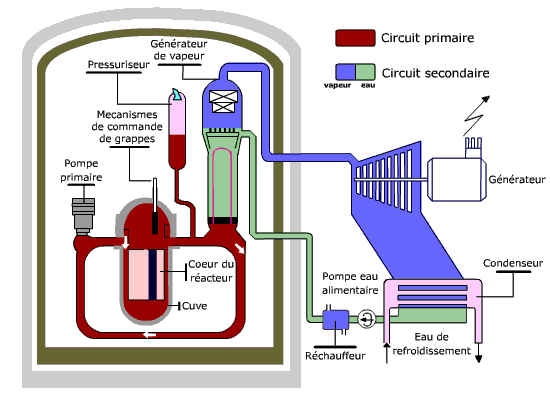 Générateur
de vapeur
Pressuriseur
Mecanismes
de commande
de grappes
Pompe
primaire
Coeur du
réacteur
Cuve
Circuit primaire
Circuit secondaire
vapeur eau
Générateur
Condenseur
Pompe eau
alimentaire
Réchauffeur
Eau de
refroidissement